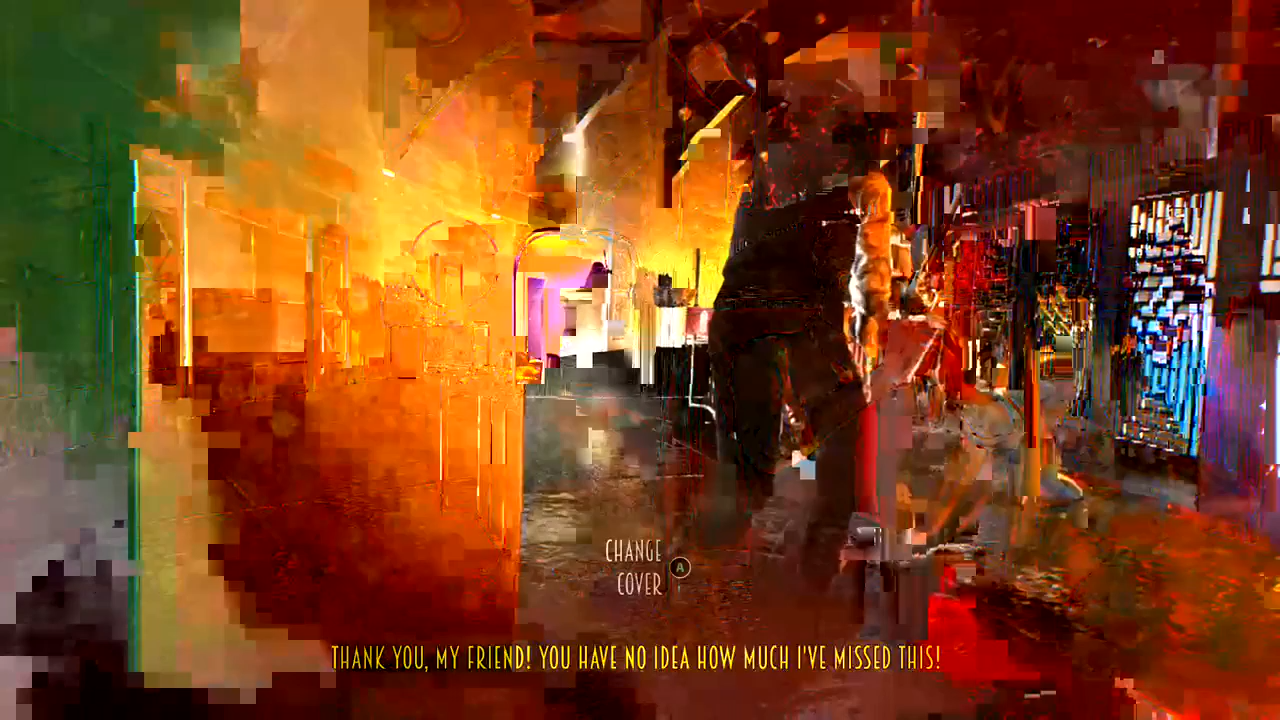 CHANGE
COVER
A
THANK YOU, MY FRIEND! YOU HAVE NO IDEA HOW MUCH I'VE MISSED THIS!